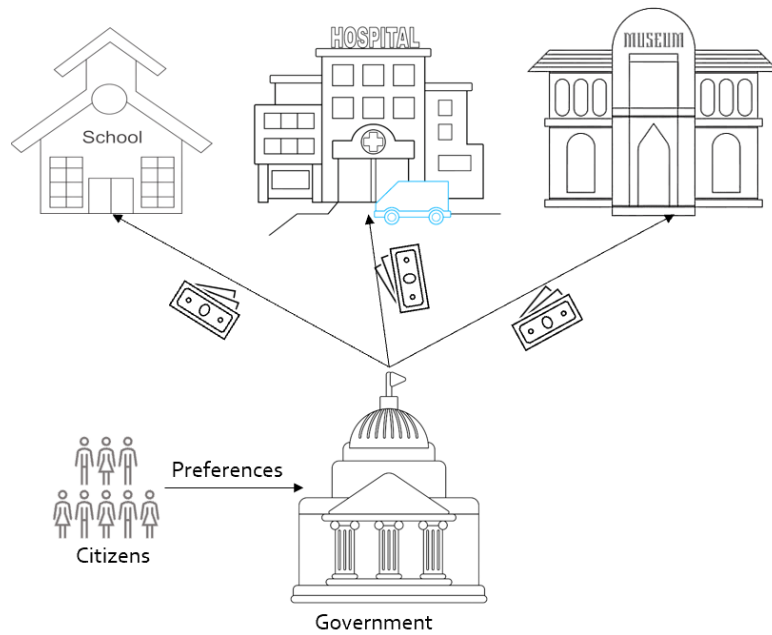 HOSPITAL
MUSEUM
School
Preferences
Citizens
Government